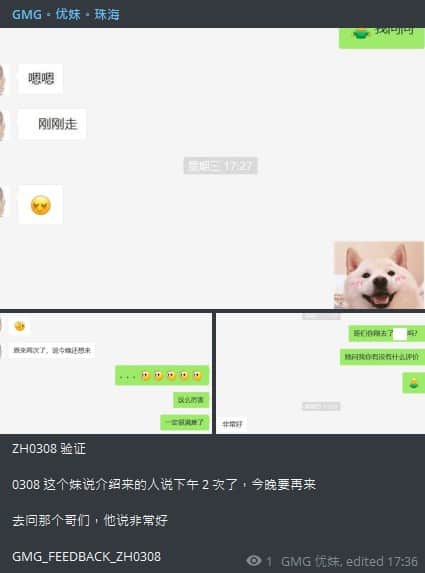 GMG • 优妹 • 珠海
我问问
嗯嗯
刚刚走
星期三 17:27
原来两次了，说今晚还想来
这么厉害
一定很满意了
哥们你刚去了 吗？
她问我你有没有什么评价
非常好
ZH0308 验证
0308 这个妹说介绍来的人说下午 2 次了，今晚要再来
去问那个哥们，他说非常好
GMG_FEEDBACK_ZH0308
1 GMG 优妹, edited 17:36